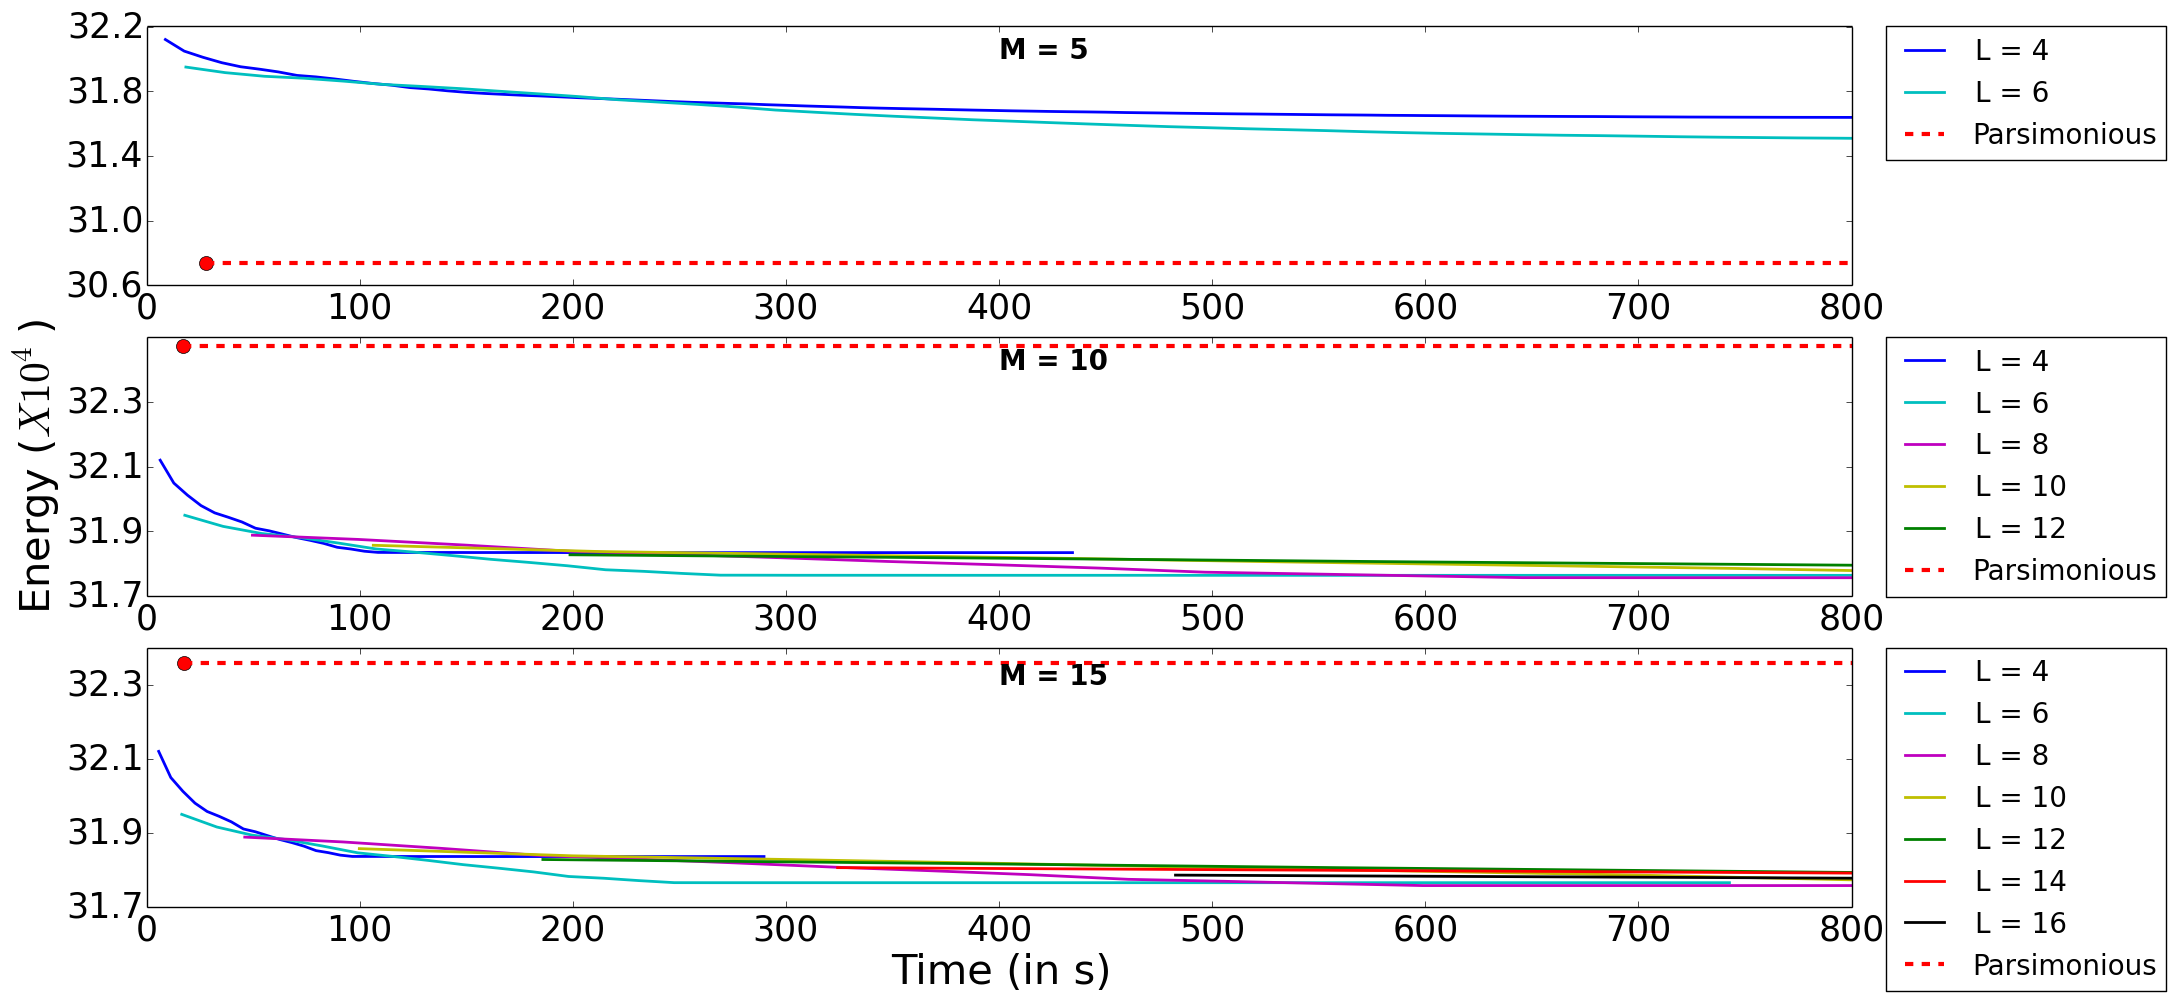 32.2
31.8
31.4
31.0
30.6
0 100 200 300 400 500 600 700 800
M = 5
L = 4
L = 6
Parsimonious
32.3
32.1
31.9
31.7
0 100 200 300 400 500 600 700 800
M = 10
L = 4
L = 6
L = 8
L = 10
L = 12
Parsimonious
32.3
32.1
31.9
31.7
0 100 200 300 400 500 600 700 800
M = 15
L = 4
L = 6
L = 8
L = 10
L = 12
L = 14
L = 16
Parsimonious
Energy (X10⁴)
Time (in s)